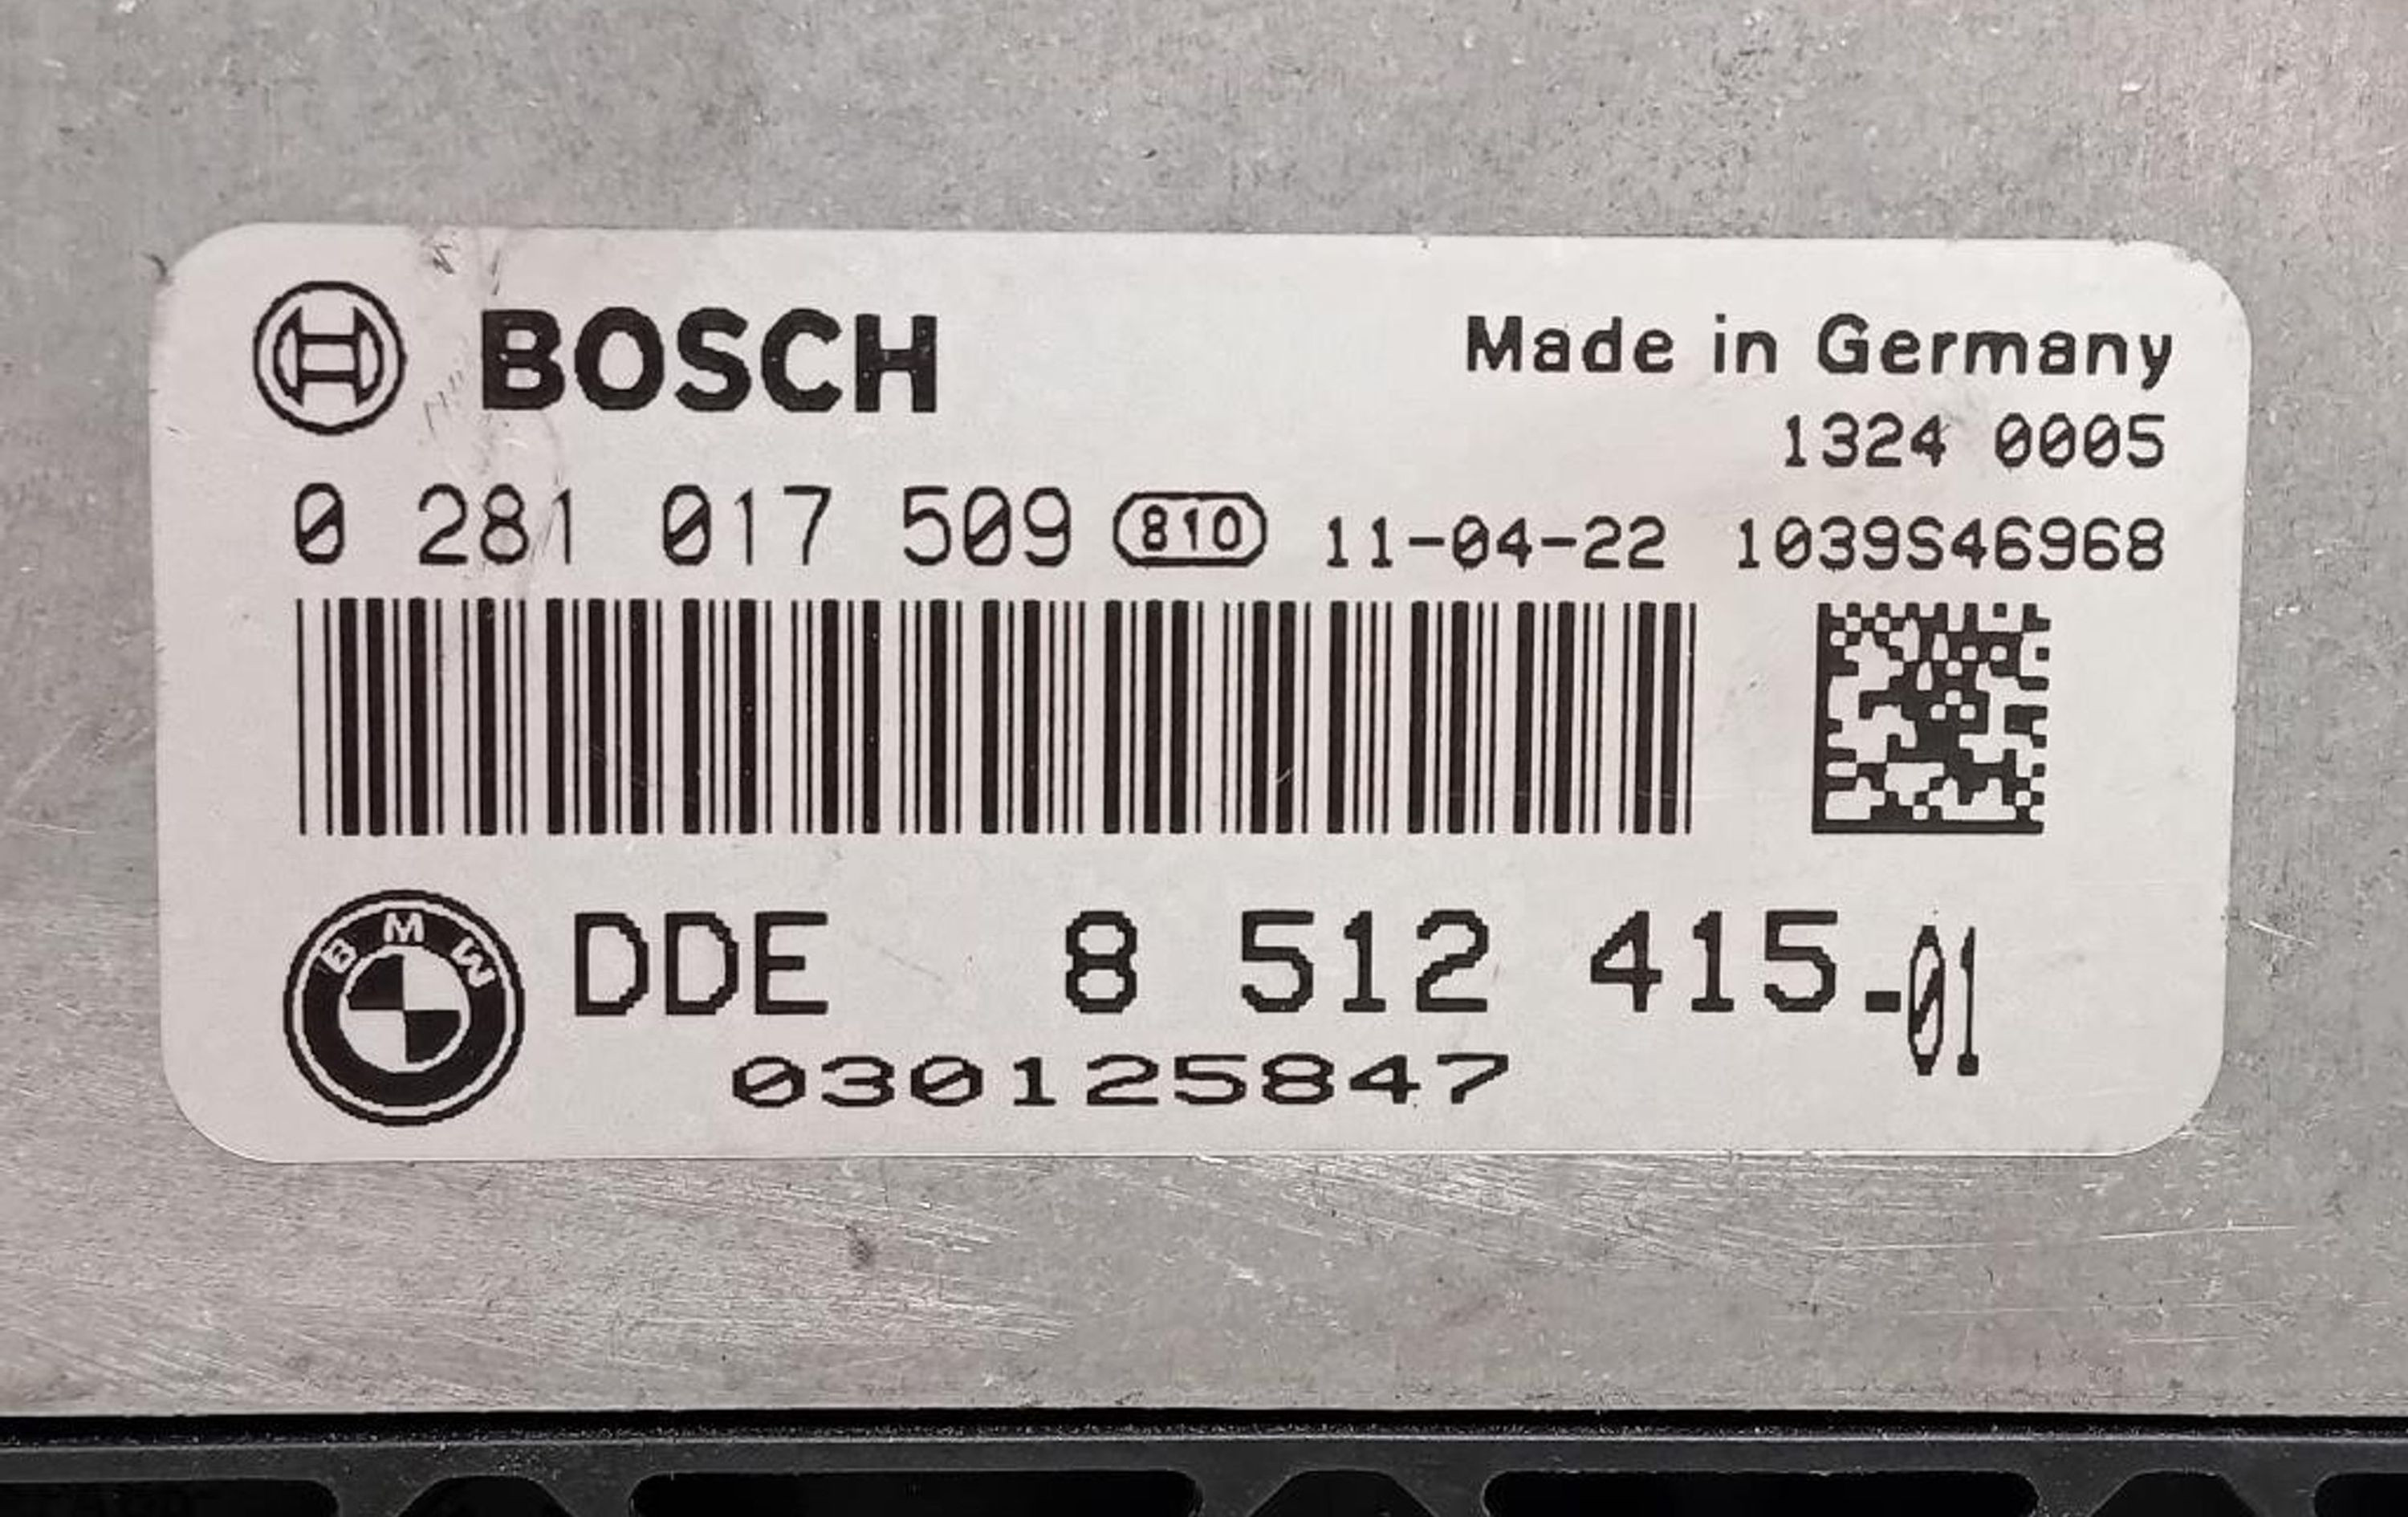 BOSCH
Made in Germany
1324 0005
0 281 017 509 810 11-04-22 1039S46968
BMW
DDE 8 512 415-01
030125847